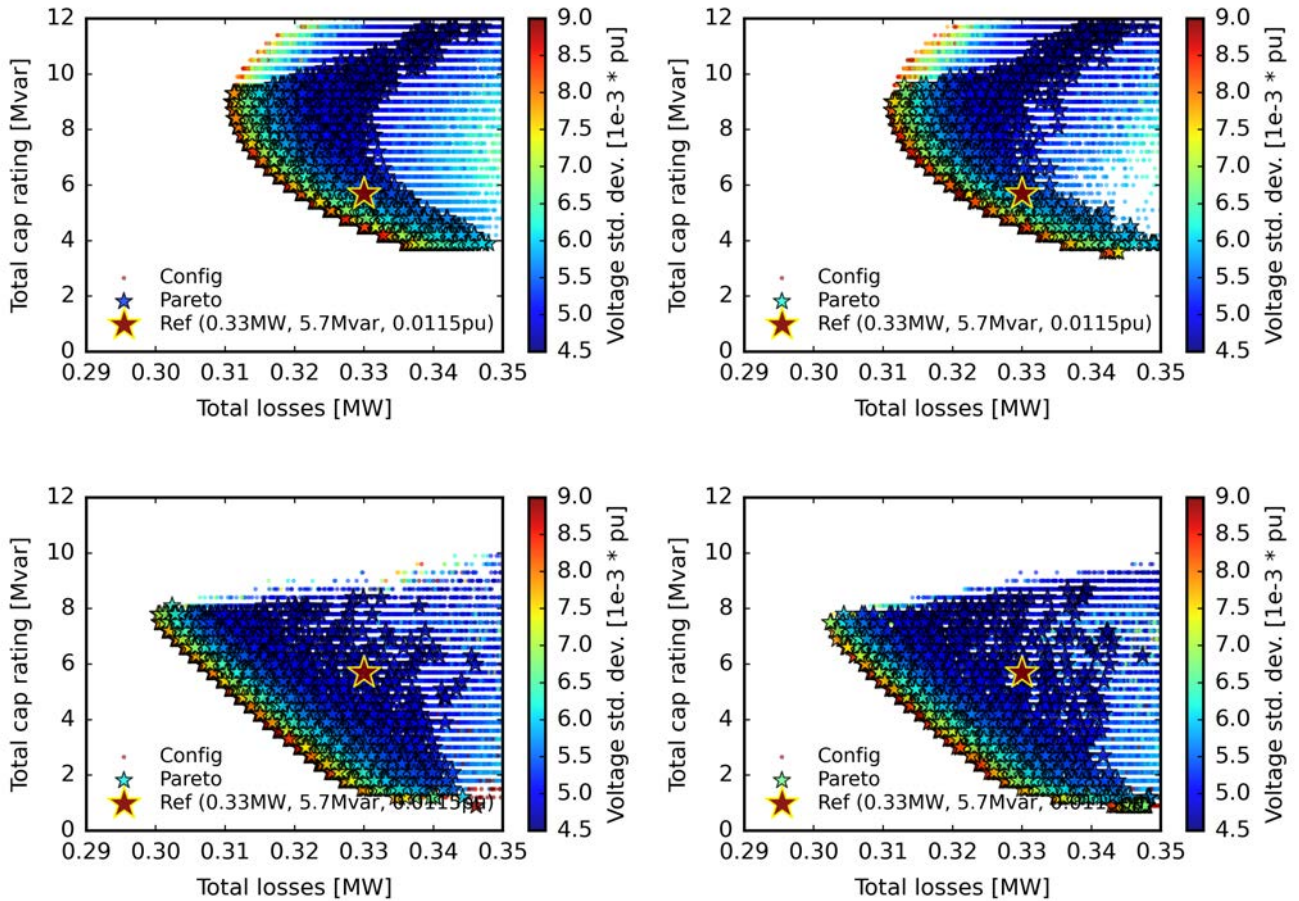 12
10
8
6
4
2
0
Total cap rating [Mvar]
Config
Pareto
Ref (0.33MW, 5.7Mvar, 0.0115pu)
0.29 0.30 0.31 0.32 0.33 0.34 0.35
Total losses [MW]
9.0
8.5
8.0
7.5
7.0
6.5
6.0
5.5
5.0
4.5
Voltage std. dev. [1e-3 * pu]
12
10
8
6
4
2
0
Total cap rating [Mvar]
Config
Pareto
Ref (0.33MW, 5.7Mvar, 0.0115pu)
0.29 0.30 0.31 0.32 0.33 0.34 0.35
Total losses [MW]
9.0
8.5
8.0
7.5
7.0
6.5
6.0
5.5
5.0
4.5
Voltage std. dev. [1e-3 * pu]
12
10
8
6
4
2
0
Total cap rating [Mvar]
Config
Pareto
Ref (0.33MW, 5.7Mvar, 0.0115pu)
0.29 0.30 0.31 0.32 0.33 0.34 0.35
Total losses [MW]
9.0
8.5
8.0
7.5
7.0
6.5
6.0
5.5
5.0
4.5
Voltage std. dev. [1e-3 * pu]
12
10
8
6
4
2
0
Total cap rating [Mvar]
Config
Pareto
Ref (0.33MW, 5.7Mvar, 0.0115pu)
0.29 0.30 0.31 0.32 0.33 0.34 0.35
Total losses [MW]
9.0
8.5
8.0
7.5
7.0
6.5
6.0
5.5
5.0
4.5
Voltage std. dev. [1e-3 * pu]